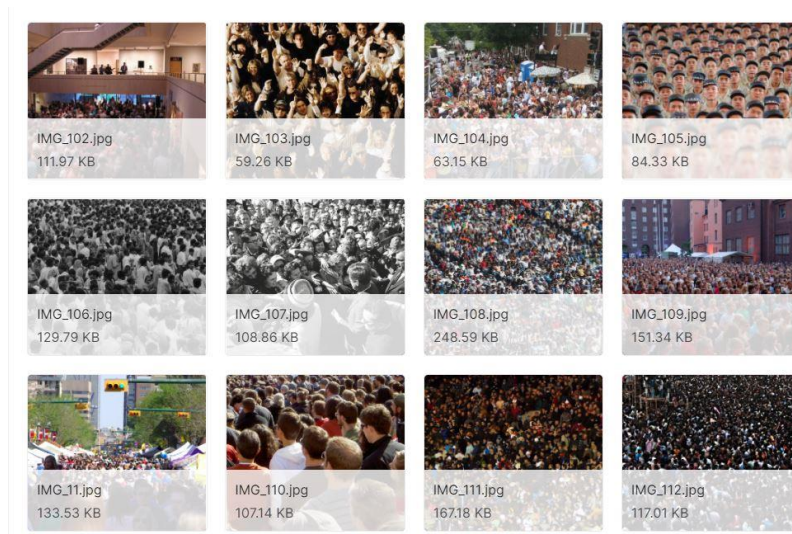 IMG_102.jpg
111.97 KB
IMG_103.jpg
59.26 KB
IMG_104.jpg
63.15 KB
IMG_105.jpg
84.33 KB
IMG_106.jpg
129.79 KB
IMG_107.jpg
108.86 KB
IMG_108.jpg
248.59 KB
IMG_109.jpg
151.34 KB
IMG_11.jpg
133.53 KB
IMG_110.jpg
107.14 KB
IMG_111.jpg
167.18 KB
IMG_112.jpg
117.01 KB